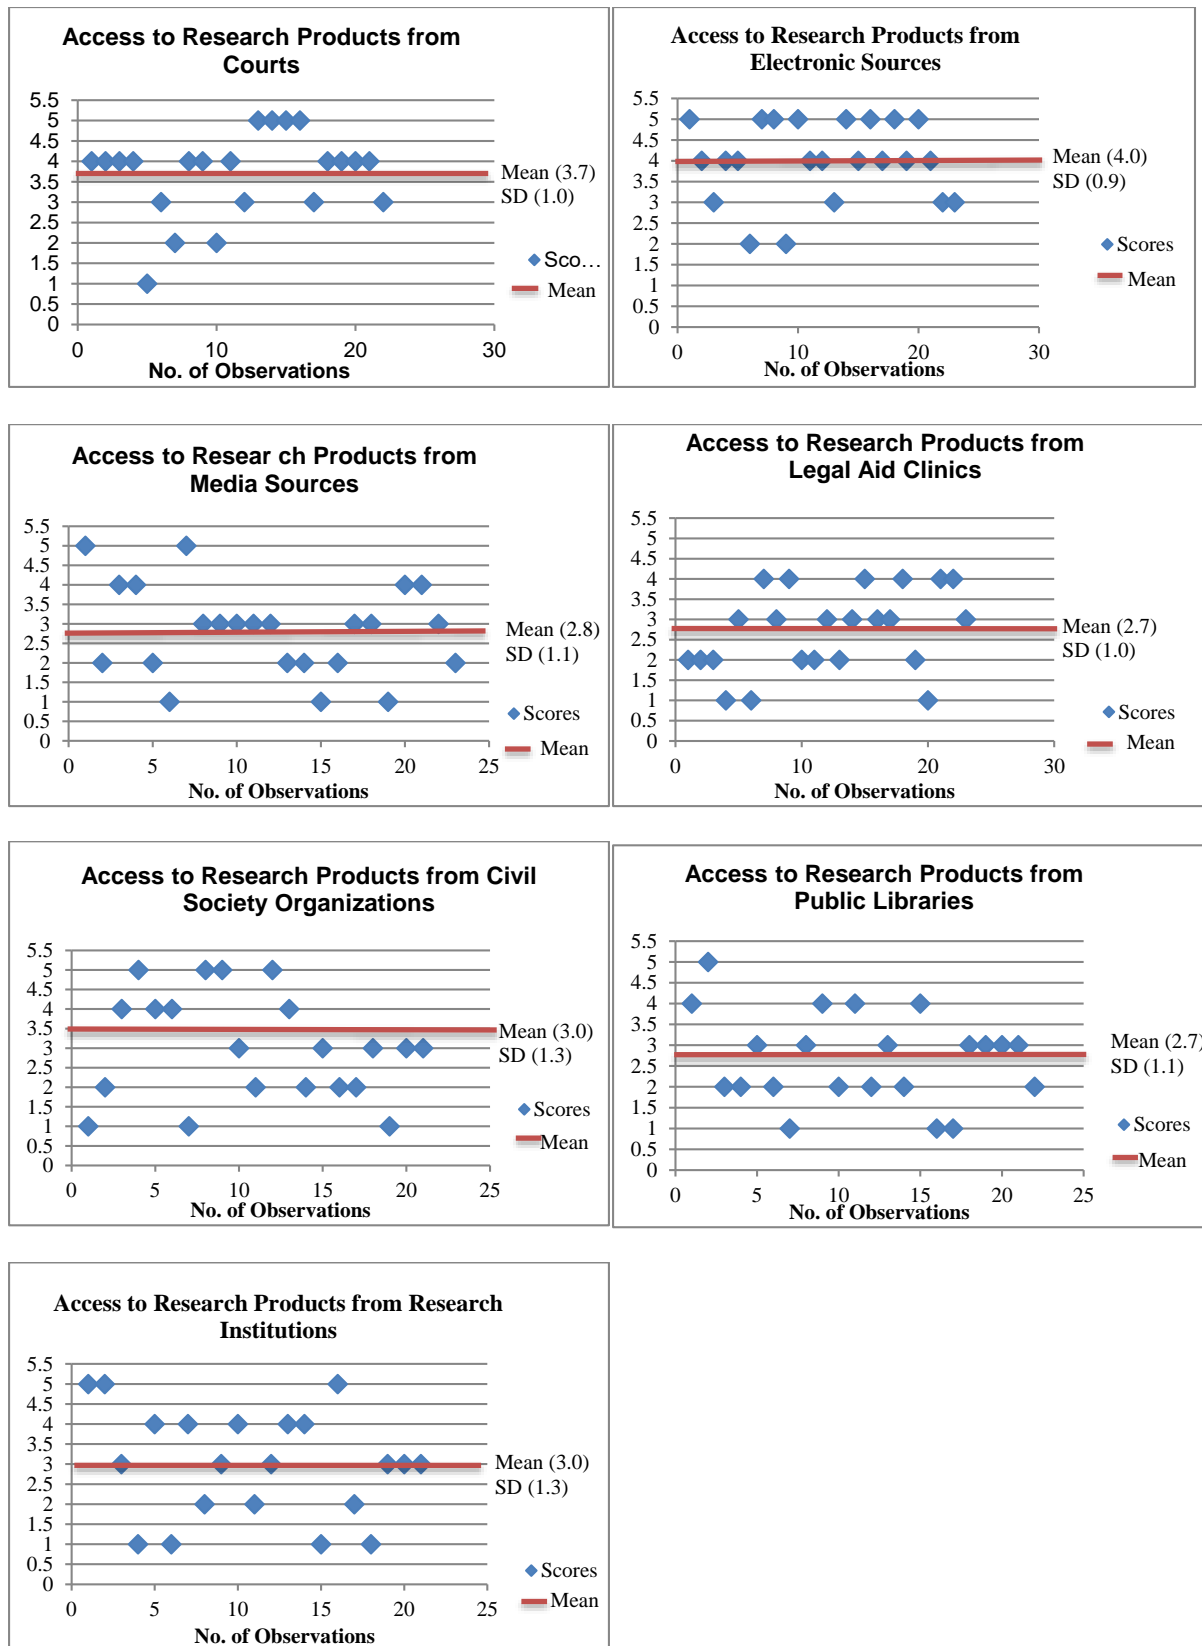 Access to Research Products from
Courts
5.5
5
4.5
4
3.5
3
2.5
2
1.5
1
0.5
0
0 10 20 30
No. of Observations
Mean (3.7)
SD (1.0)
Sco...
Mean
Access to Research Products from
Electronic Sources
5.5
5
4.5
4
3.5
3
2.5
2
1.5
1
0.5
0
0 10 20 30
No. of Observations
Mean (4.0)
SD (0.9)
Scores
Mean
Access to Resear ch Products from
Media Sources
5.5
5
4.5
4
3.5
3
2.5
2
1.5
1
0.5
0
0 5 10 15 20 25
No. of Observations
Mean (2.8)
SD (1.1)
Scores
Mean
Access to Research Products from
Legal Aid Clinics
5.5
5
4.5
4
3.5
3
2.5
2
1.5
1
0.5
0
0 10 20 30
No. of Observations
Mean (2.7)
SD (1.0)
Scores
Mean
Access to Research Products from Civil
Society Organizations
5.5
5
4.5
4
3.5
3
2.5
2
1.5
1
0.5
0
0 5 10 15 20 25
No. of Observations
Mean (3.0)
SD (1.3)
Scores
Mean
Access to Research Products from
Public Libraries
5.5
5
4.5
4
3.5
3
2.5
2
1.5
1
0.5
0
0 5 10 15 20 25
No. of Observations
Mean (2.7)
SD (1.1)
Scores
Mean
Access to Research Products from Research
Institutions
5.5
5
4.5
4
3.5
3
2.5
2
1.5
1
0.5
0
0 5 10 15 20 25
No. of Observations
Mean (3.0)
SD (1.3)
Scores
Mean